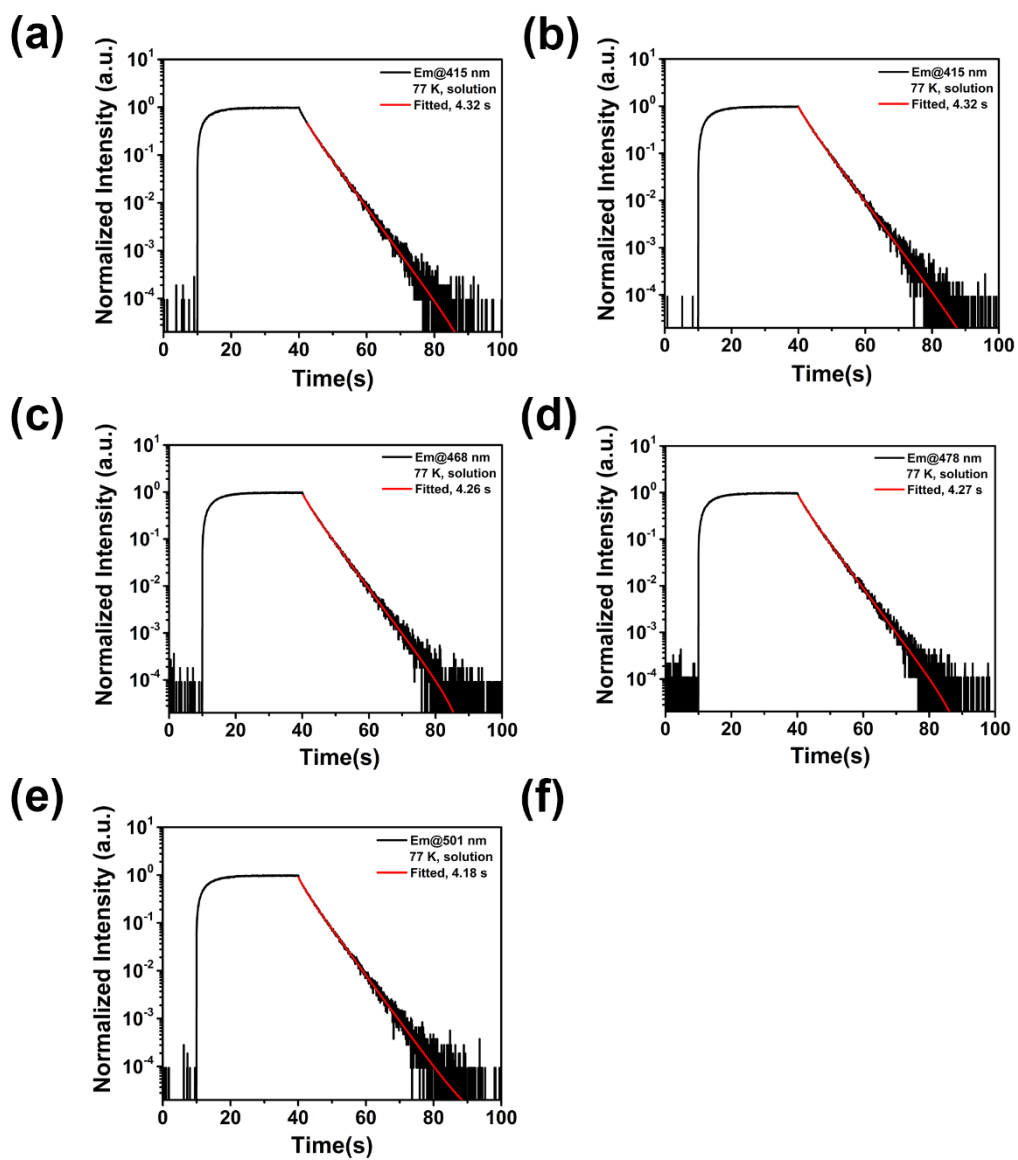 (a)
Normalized Intensity (a.u.)
10^1
10^0
10^-1
10^-2
10^-3
10^-4
Em@415 nm
77 K, solution
Fitted, 4.32 s
0 20 40 60 80 100
Time(s)
(b)
Normalized Intensity (a.u.)
10^1
10^0
10^-1
10^-2
10^-3
10^-4
Em@415 nm
77 K, solution
Fitted, 4.32 s
0 20 40 60 80 100
Time(s)
(c)
Normalized Intensity (a.u.)
10^1
10^0
10^-1
10^-2
10^-3
10^-4
Em@468 nm
77 K, solution
Fitted, 4.26 s
0 20 40 60 80 100
Time(s)
(d)
Normalized Intensity (a.u.)
10^1
10^0
10^-1
10^-2
10^-3
10^-4
Em@478 nm
77 K, solution
Fitted, 4.27 s
0 20 40 60 80 100
Time(s)
(e)
Normalized Intensity (a.u.)
10^1
10^0
10^-1
10^-2
10^-3
10^-4
Em@501 nm
77 K, solution
Fitted, 4.18 s
0 20 40 60 80 100
Time(s)
(f)